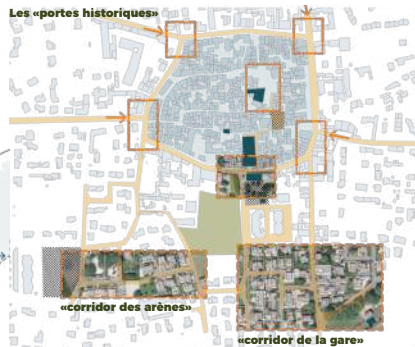 Les «portes historiques»
«corridor des arènes»
«corridor de la gare»